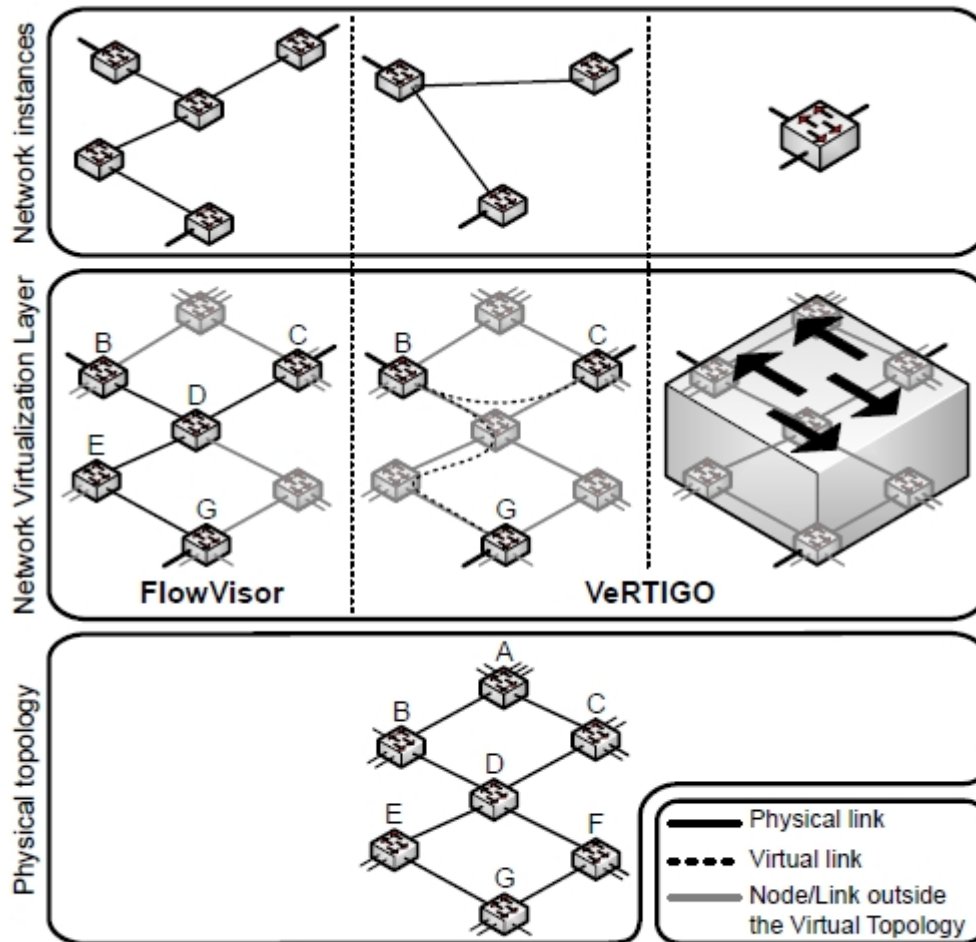 Network instances
Network Virtualization Layer
B
C
D
E
G
FlowVisor
B
C
G
VeRTIGO
Physical topology
A
B
C
D
E
F
G
Physical link
Virtual link
Node/Link outside
the Virtual Topology